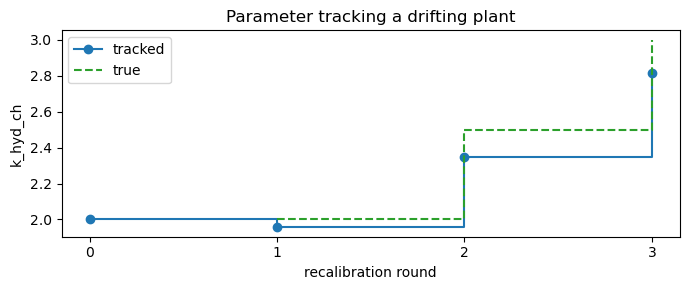 Parameter tracking a drifting plant
tracked
true
k_hyd_ch
3.0
2.8
2.6
2.4
2.2
2.0
0
1
2
3
recalibration round